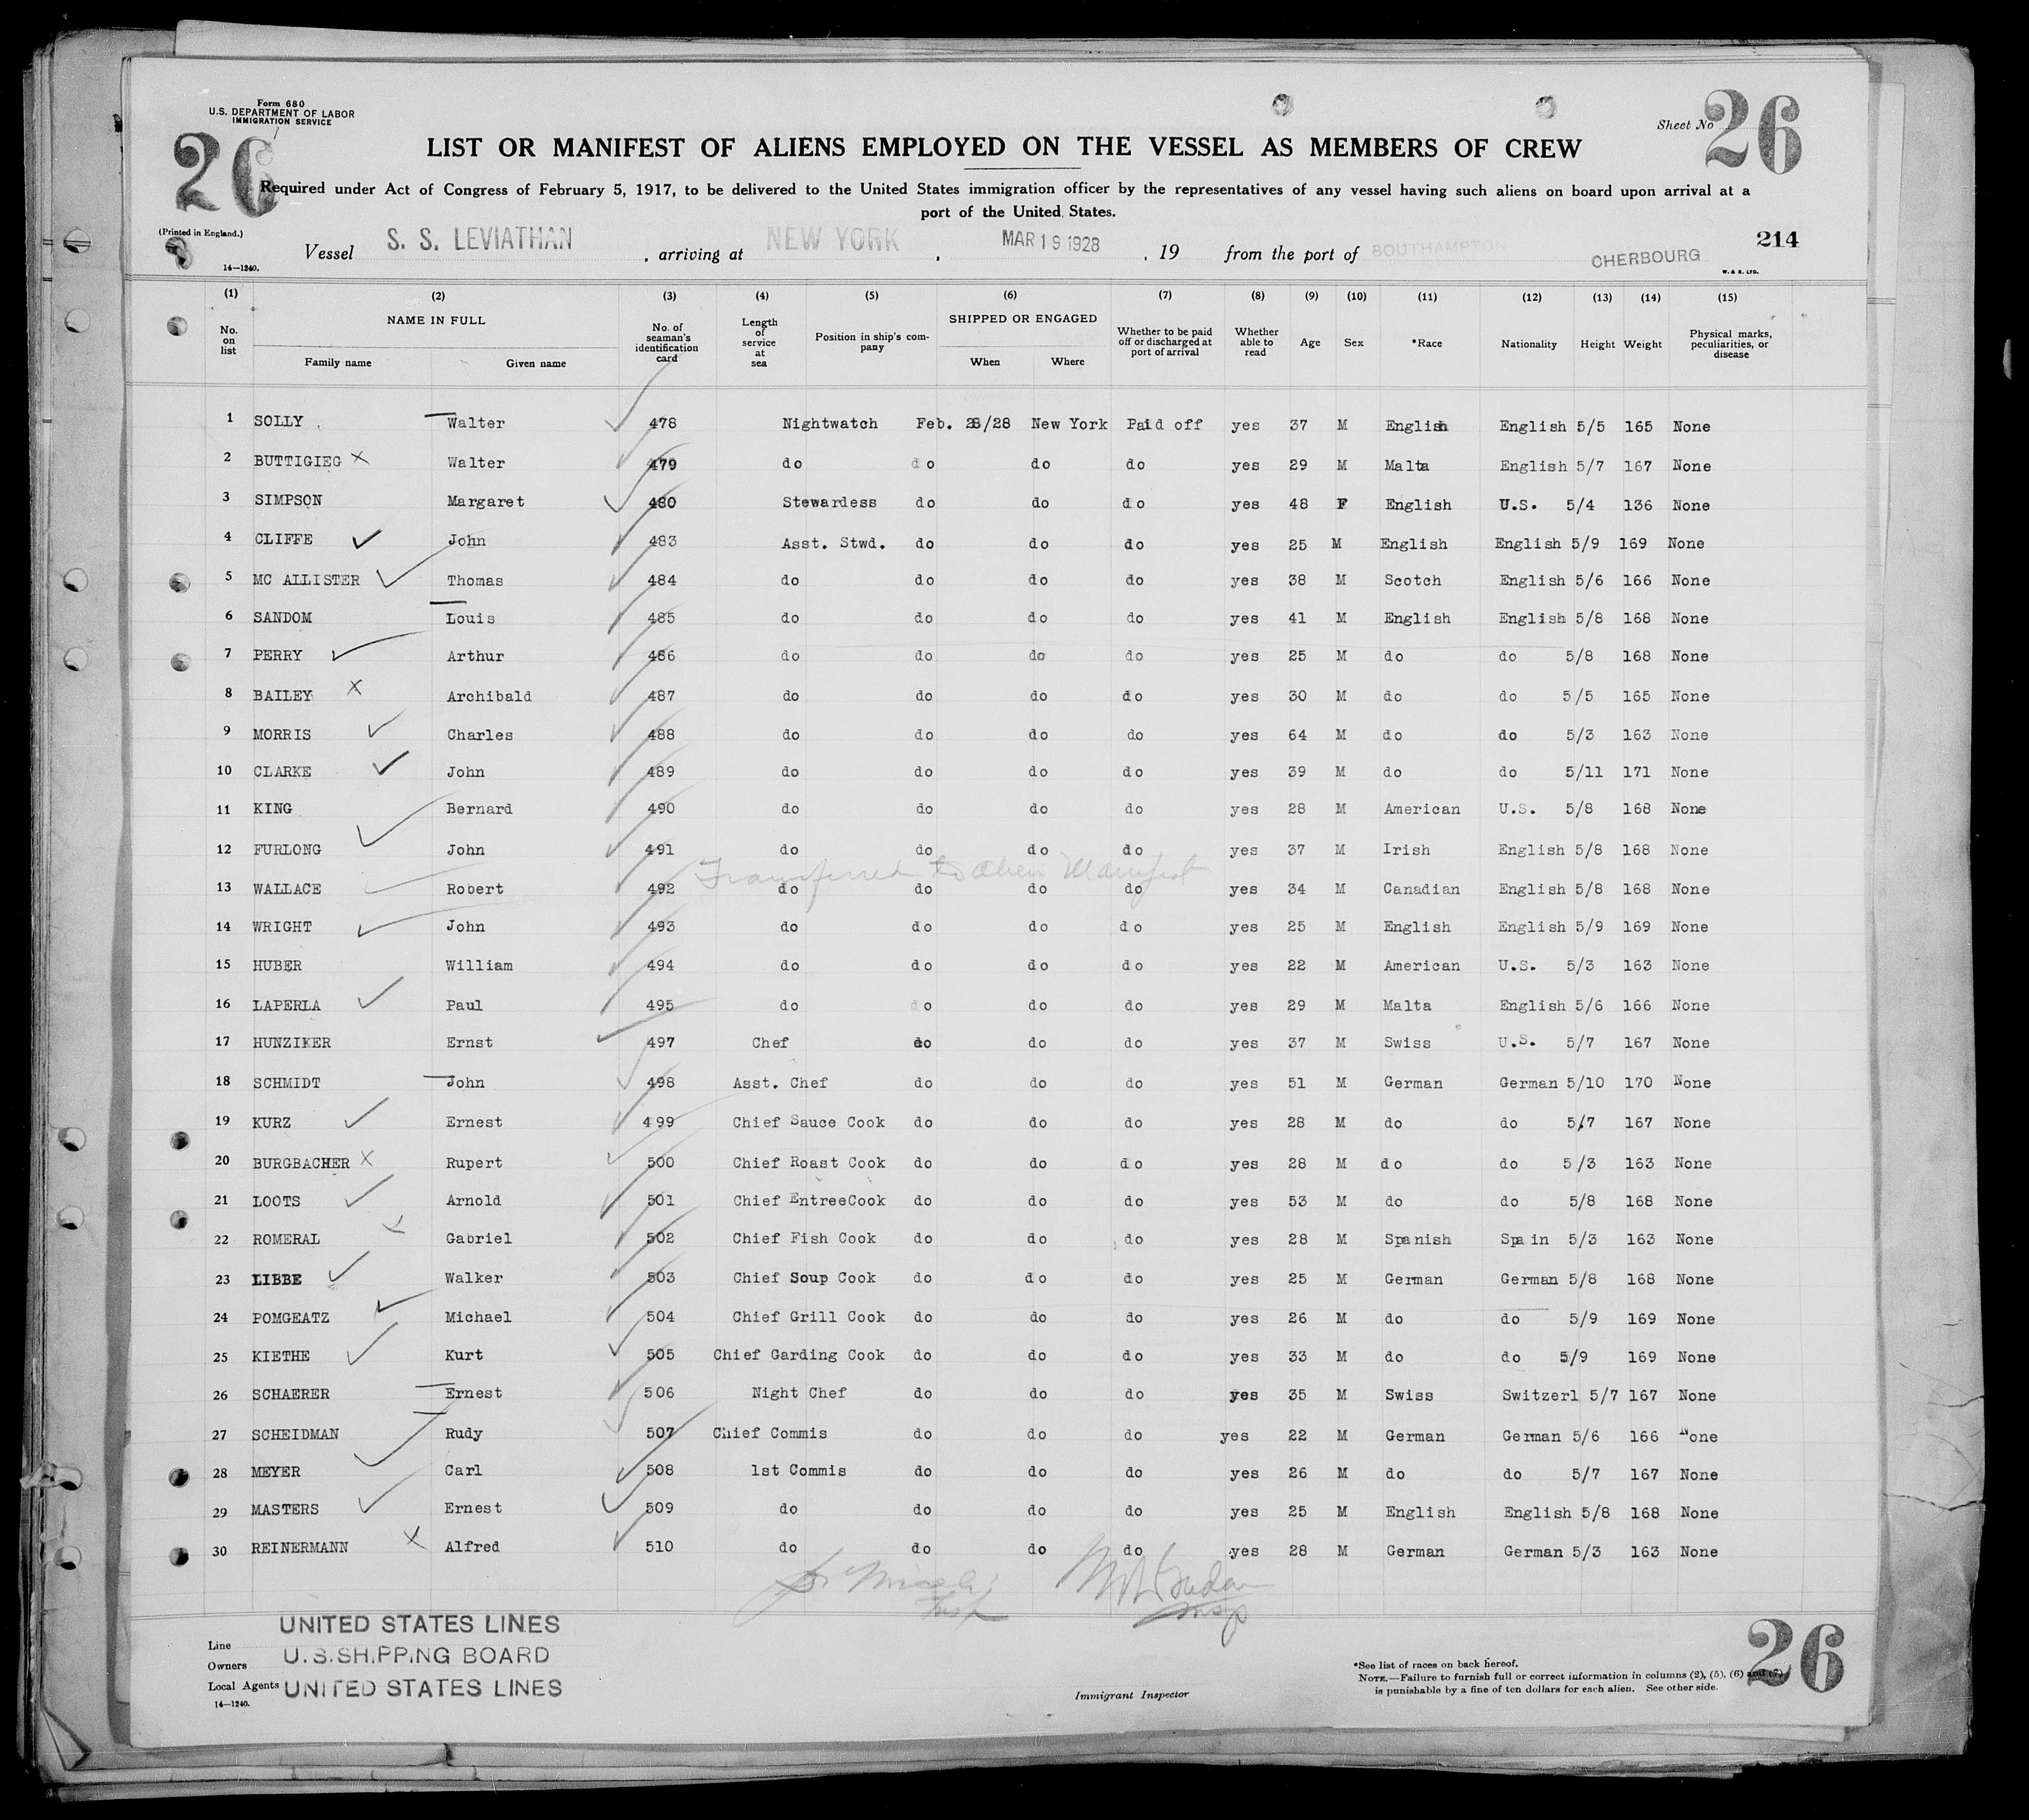 Form 680
U.S. DEPARTMENT OF LABOR
IMMIGRATION SERVICE
26
Sheet No 26
LIST OR MANIFEST OF ALIENS EMPLOYED ON THE VESSEL AS MEMBERS OF CREW
Required under Act of Congress of February 5, 1917, to be delivered to the United States immigration officer by the representatives of any vessel having such aliens on board upon arrival at a
port of the United States.
(Printed in England.)
Vessel S. S. LEVIATHAN , arriving at NEW YORK , MAR 19 1928 , 19 from the port of SOUTHAMPTON CHERBOURG 214
14—1240. W. & S. LTD.
(1) (2) (3) (4) (5) (6) (7) (8) (9) (10) (11) (12) (13) (14) (15)
No. on list NAME IN FULL Family name Given name No. of seaman's identification card Length of service at sea Position in ship's company SHIPPED OR ENGAGED When Where Whether to be paid off or discharged at port of arrival Whether able to read Age Sex *Race Nationality Height Weight Physical marks, peculiarities, or disease
1 SOLLY Walter 478 Nightwatch Feb. 28/28 New York Paid off yes 37 M English English 5/5 165 None
2 BUTTIGIEG Walter 479 do do do do yes 29 M Malta English 5/7 167 None
3 SIMPSON Margaret 480 Stewardess do do do yes 48 F English U.S. 5/4 136 None
4 CLIFFE John 483 Asst. Stwd. do do do yes 25 M English English 5/9 169 None
5 MC ALLISTER Thomas 484 do do do do yes 38 M Scotch English 5/6 166 None
6 SANDOM Louis 485 do do do do yes 41 M English English 5/8 168 None
7 PERRY Arthur 486 do do do do yes 25 M do do 5/8 168 None
8 BAILEY Archibald 487 do do do do yes 30 M do do 5/5 165 None
9 MORRIS Charles 488 do do do do yes 64 M do do 5/3 163 None
10 CLARKE John 489 do do do do yes 39 M do do 5/11 171 None
11 KING Bernard 490 do do do do yes 28 M American U.S. 5/8 168 None
12 FURLONG John 491 do do do do yes 37 M Irish English 5/8 168 None
Transferred to Alien Manifest
13 WALLACE Robert 492 do do do do yes 34 M Canadian English 5/8 168 None
14 WRIGHT John 493 do do do do yes 25 M English English 5/9 169 None
15 HUBER William 494 do do do do yes 22 M American U.S. 5/3 163 None
16 LAPERLA Paul 495 do do do do yes 29 M Malta English 5/6 166 None
17 HUNZIKER Ernst 497 Chef do do do yes 37 M Swiss U.S. 5/7 167 None
18 SCHMIDT John 498 Asst. Chef do do do yes 51 M German German 5/10 170 None
19 KURZ Ernest 499 Chief Sauce Cook do do do yes 28 M do do 5/7 167 None
20 BURGBACHER Rupert 500 Chief Roast Cook do do do yes 28 M do do 5/3 163 None
21 LOOTS Arnold 501 Chief EntreeCook do do do yes 53 M do do 5/8 168 None
22 ROMERAL Gabriel 502 Chief Fish Cook do do do yes 28 M Spanish Spain 5/3 163 None
23 LIBBE Walker 503 Chief Soup Cook do do do yes 25 M German German 5/8 168 None
24 POMGEATZ Michael 504 Chief Grill Cook do do do yes 26 M do do 5/9 169 None
25 KIETHE Kurt 505 Chief Garding Cook do do do yes 33 M do do 5/9 169 None
26 SCHAERER Ernest 506 Night Chef do do do yes 35 M Swiss Switzerl 5/7 167 None
27 SCHEIDMAN Rudy 507 Chief Commis do do do yes 22 M German German 5/6 166 None
28 MEYER Carl 508 1st Commis do do do yes 26 M do do 5/7 167 None
29 MASTERS Ernest 509 do do do do yes 25 M English English 5/8 168 None
30 REINERMANN Alfred 510 do do do do yes 28 M German German 5/3 163 None
Line UNITED STATES LINES
Owners U.S.SHIPPING BOARD
Local Agents UNITED STATES LINES
14—1240.
Immigrant Inspector
*See list of races on back hereof.
NOTE.—Failure to furnish full or correct information in columns (2), (5), (6) and (7)
is punishable by a fine of ten dollars for each alien. See other side.
26